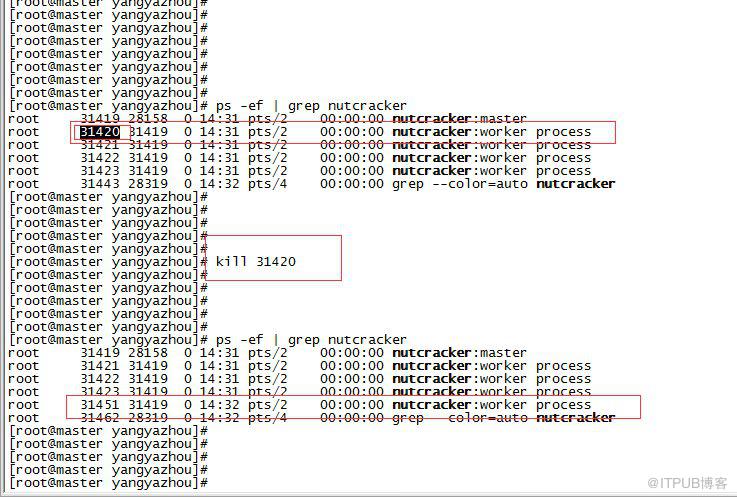 [root@master yangyazhou]#
[root@master yangyazhou]#
[root@master yangyazhou]#
[root@master yangyazhou]#
[root@master yangyazhou]#
[root@master yangyazhou]#
[root@master yangyazhou]#
[root@master yangyazhou]#
[root@master yangyazhou]# ps -ef | grep nutcracker
root 31419 28158 0 14:31 pts/2 00:00:00 nutcracker:master
root 31420 31419 0 14:31 pts/2 00:00:00 nutcracker:worker process
root 31421 31419 0 14:31 pts/2 00:00:00 nutcracker:worker process
root 31422 31419 0 14:31 pts/2 00:00:00 nutcracker:worker process
root 31423 31419 0 14:31 pts/2 00:00:00 nutcracker:worker process
root 31443 28319 0 14:32 pts/4 00:00:00 grep --color=auto nutcracker
[root@master yangyazhou]#
[root@master yangyazhou]#
[root@master yangyazhou]#
[root@master yangyazhou]#
[root@master yangyazhou]#
[root@master yangyazhou]# kill 31420
[root@master yangyazhou]#
[root@master yangyazhou]#
[root@master yangyazhou]#
[root@master yangyazhou]#
[root@master yangyazhou]#
[root@master yangyazhou]# ps -ef | grep nutcracker
root 31419 28158 0 14:31 pts/2 00:00:00 nutcracker:master
root 31421 31419 0 14:31 pts/2 00:00:00 nutcracker:worker process
root 31422 31419 0 14:31 pts/2 00:00:00 nutcracker:worker process
root 31423 31419 0 14:31 pts/2 00:00:00 nutcracker:worker process
root 31451 31419 0 14:32 pts/2 00:00:00 nutcracker:worker process
root 31462 28319 0 14:32 pts/4 00:00:00 grep --color=auto nutcracker
[root@master yangyazhou]#
[root@master yangyazhou]#
[root@master yangyazhou]#
[root@master yangyazhou]#
[root@master yangyazhou]#
@ITPUB博客